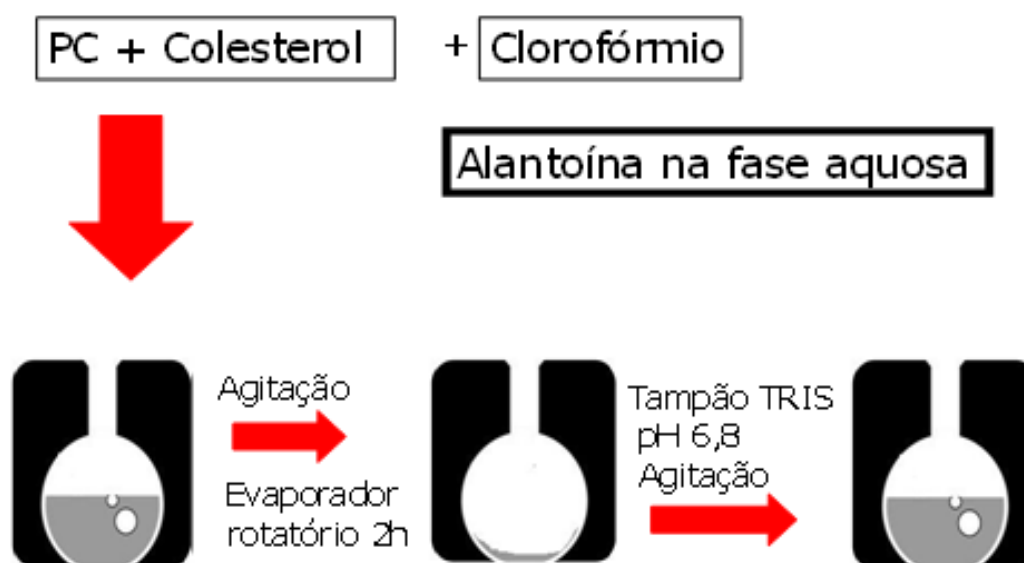 PC + Colesterol + Clorofórmio
Alantoína na fase aquosa
Agitação
Evaporador
rotatório 2h
Tampão TRIS
pH 6,8
Agitação